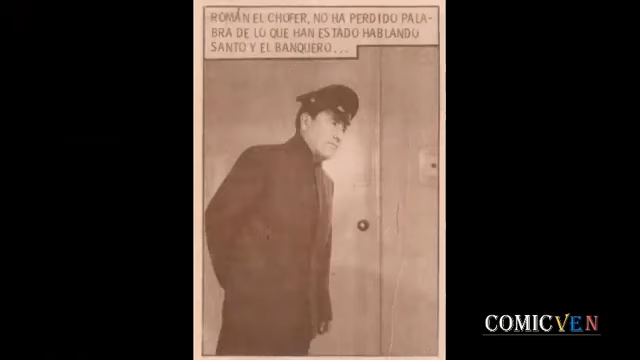 ROMÁN EL CHOFER, NO HA PERDIDO PALA-
BRA DE LO QUE HAN ESTADO HABLANDO
SANTO Y EL BANQUERO...
COMICVEN